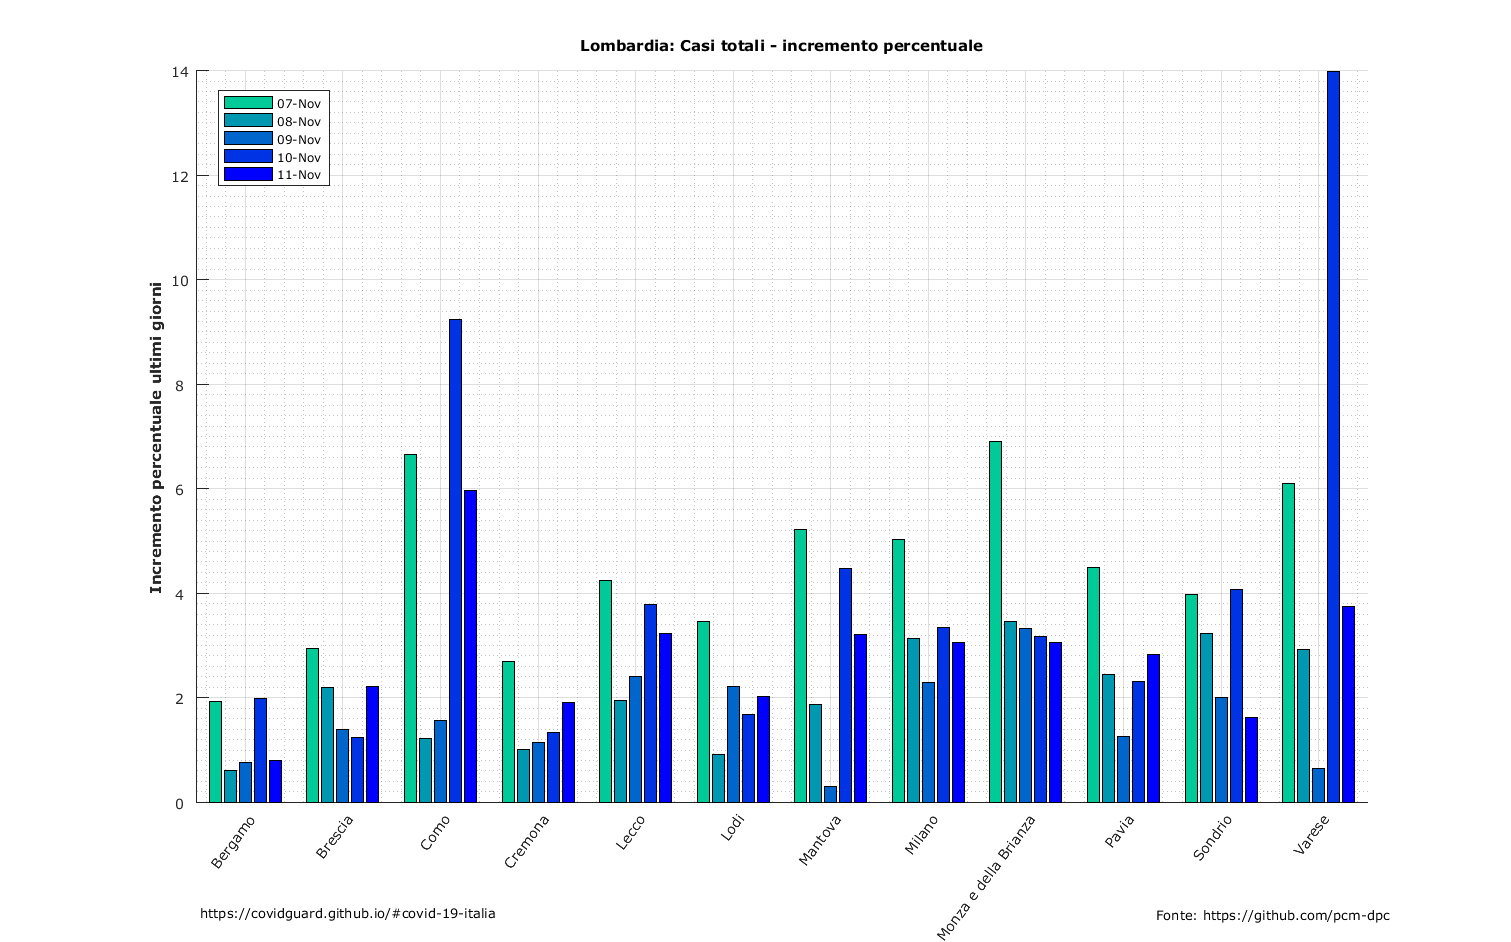 Lombardia: Casi totali - incremento percentuale
14
12
10
8
6
4
2
0
Incremento percentuale ultimi giorni
07-Nov
08-Nov
09-Nov
10-Nov
11-Nov
Bergamo
Brescia
Como
Cremona
Lecco
Lodi
Mantova
Milano
Monza e della Brianza
Pavia
Sondrio
Varese
https://covidguard.github.io/#covid-19-italia
Fonte: https://github.com/pcm-dpc